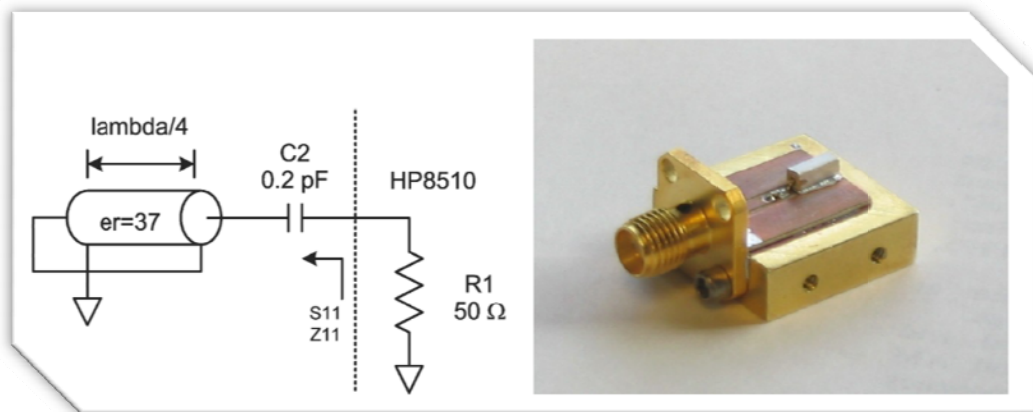 lambda/4
er=37
C2
0.2 pF
HP8510
S11
Z11
R1
50 Ω